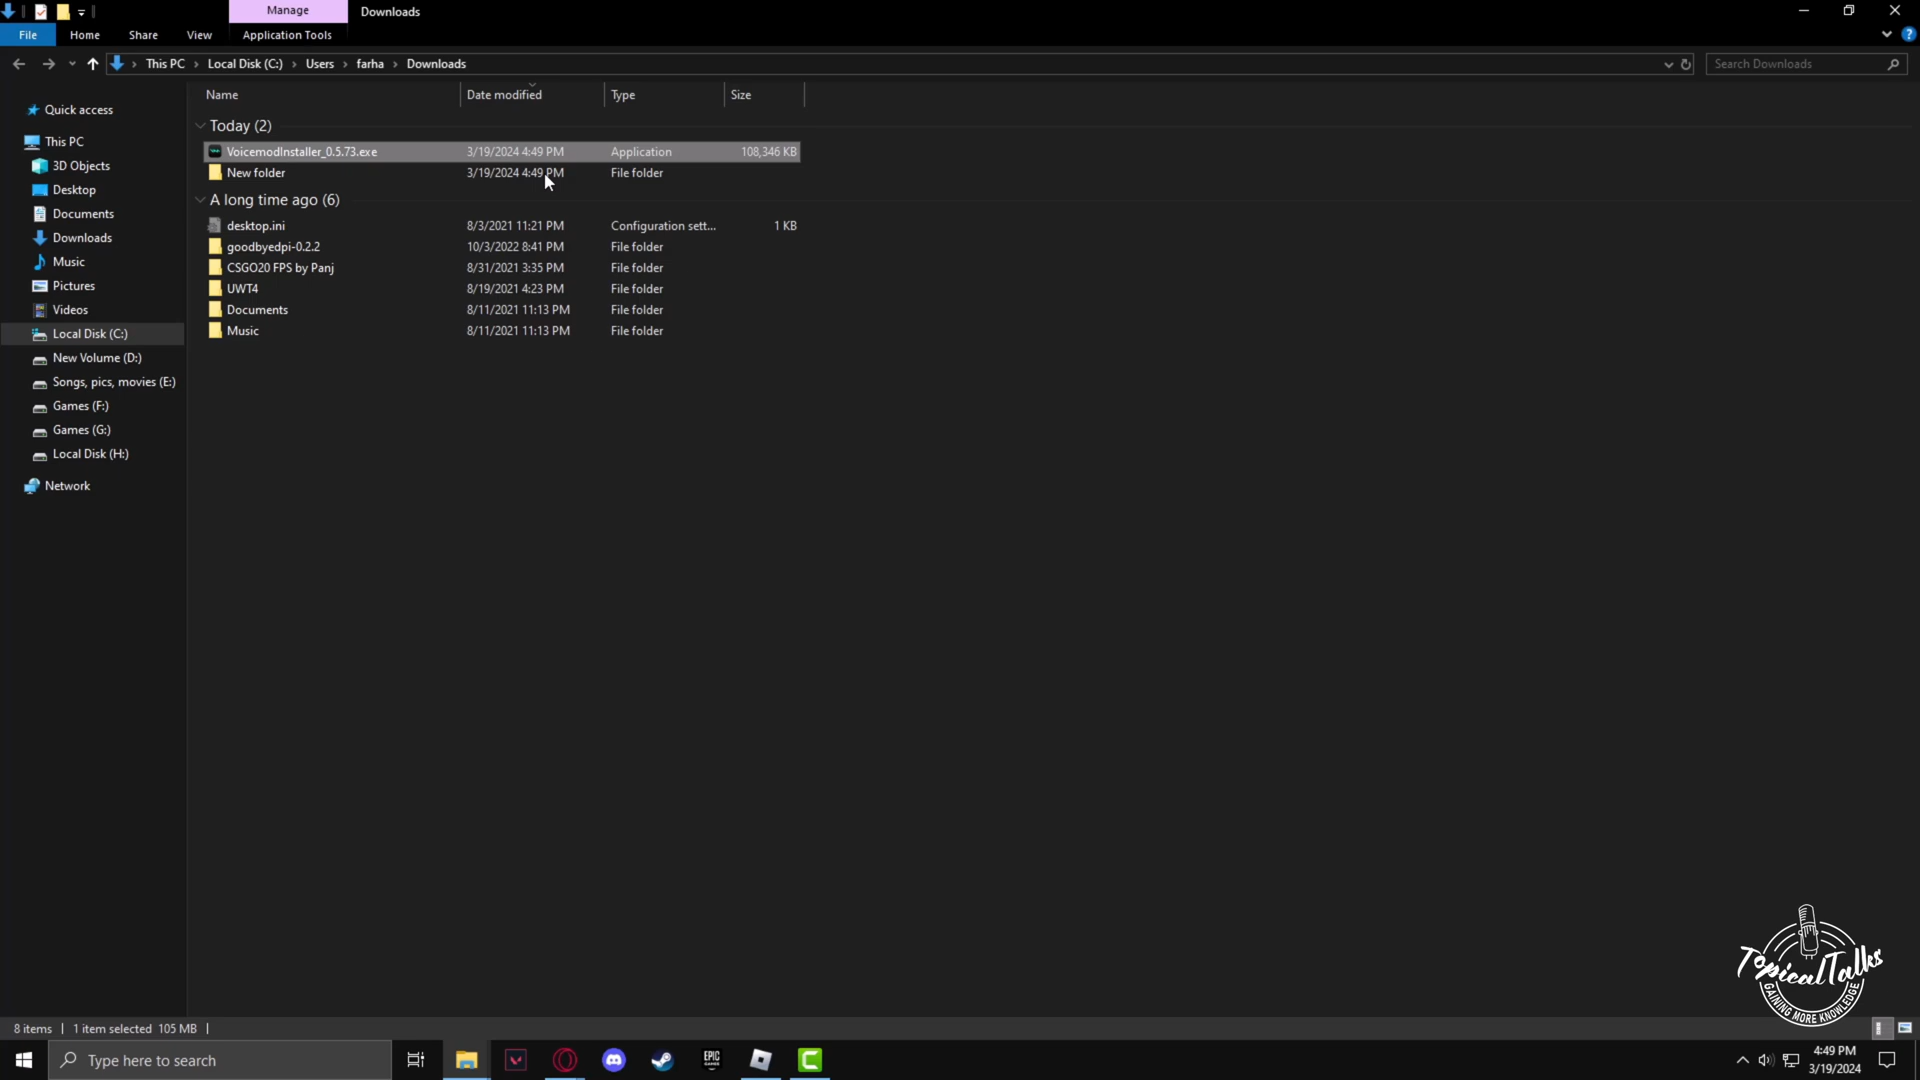 Manage
Downloads
File
Home
Share
View
Application Tools
This PC
Local Disk (C:)
Users
farha
Downloads
Search Downloads
Name
Date modified
Type
Size
Today (2)
VoicemodInstaller_0.5.73.exe 3/19/2024 4:49 PM Application 108,346 KB
New folder 3/19/2024 4:49 PM File folder
A long time ago (6)
desktop.ini 8/3/2021 11:21 PM Configuration sett... 1 KB
goodbyedpi-0.2.2 10/3/2022 8:41 PM File folder
CSGO20 FPS by Panj 8/31/2021 3:35 PM File folder
UWT4 8/19/2021 4:23 PM File folder
Documents 8/11/2021 11:13 PM File folder
Music 8/11/2021 11:13 PM File folder
Quick access
This PC
3D Objects
Desktop
Documents
Downloads
Music
Pictures
Videos
Local Disk (C:)
New Volume (D:)
Songs, pics, movies (E:)
Games (F:)
Games (G:)
Local Disk (H:)
Network
TopicalTalks
GAINING MORE KNOWLEDGE
8 items
1 item selected 105 MB
Type here to search
EPIC
GAMES
4:49 PM
3/19/2024